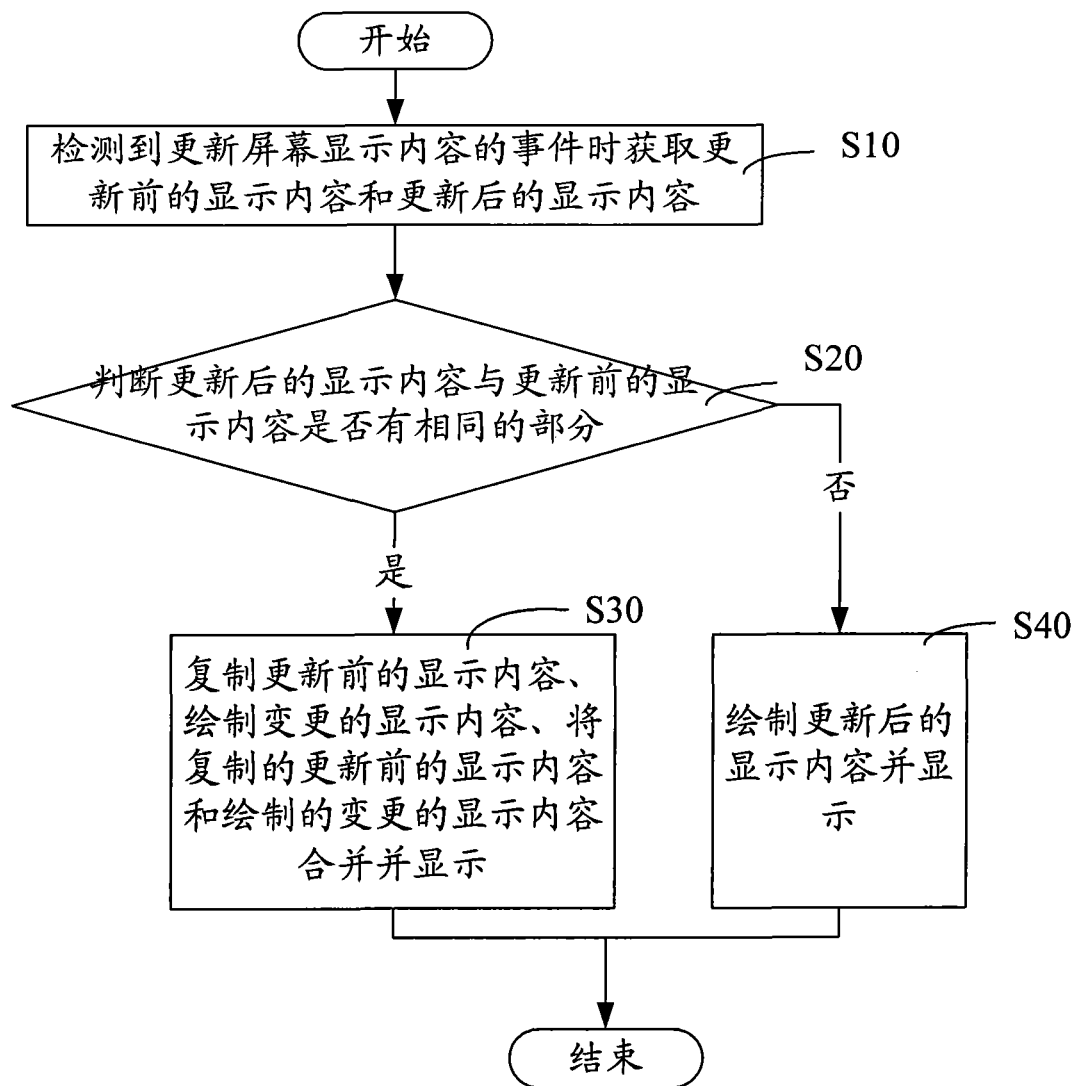 开始
检测到更新屏幕显示内容的事件时获取更
新前的显示内容和更新后的显示内容
S10
判断更新后的显示内容与更新前的显
示内容是否有相同的部分
S20
否
是
S30
复制更新前的显示内容、
绘制变更的显示内容、将
复制的更新前的显示内容
和绘制的变更的显示内容
合并并显示
S40
绘制更新后的
显示内容并显
示
结束